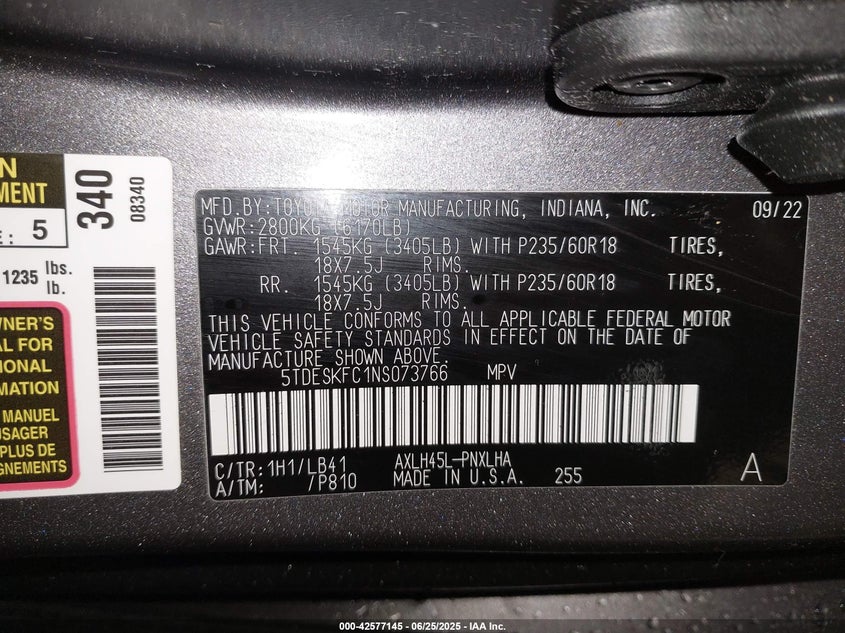 N
MENT
E: 5
1235 lbs.
lb.
340
08340
WNER'S
AL FOR
IONAL
RMATION
MANUEL
USAGER
PLUS DE
GNEMENTS
MFD.BY: TOYOTA MOTOR MANUFACTURING, INDIANA, INC. 09/22
GVWR: 2800KG (6170LB)
GAWR: FRT. 1545KG (3405LB) WITH P235/60R18 TIRES,
18X7.5J RIMS.
RR. 1545KG (3405LB) WITH P235/60R18 TIRES,
18X7.5J RIMS.
THIS VEHICLE CONFORMS TO ALL APPLICABLE FEDERAL MOTOR
VEHICLE SAFETY STANDARDS IN EFFECT ON THE DATE OF
MANUFACTURE SHOWN ABOVE.
5TDESKFC1NS073766 MPV
C/TR: 1H1/LB41 AXLH45L-PNXLHA
A/TM: /P810 MADE IN U.S.A. 255 A
000-42577145 - 06/25/2025 - IAA Inc.